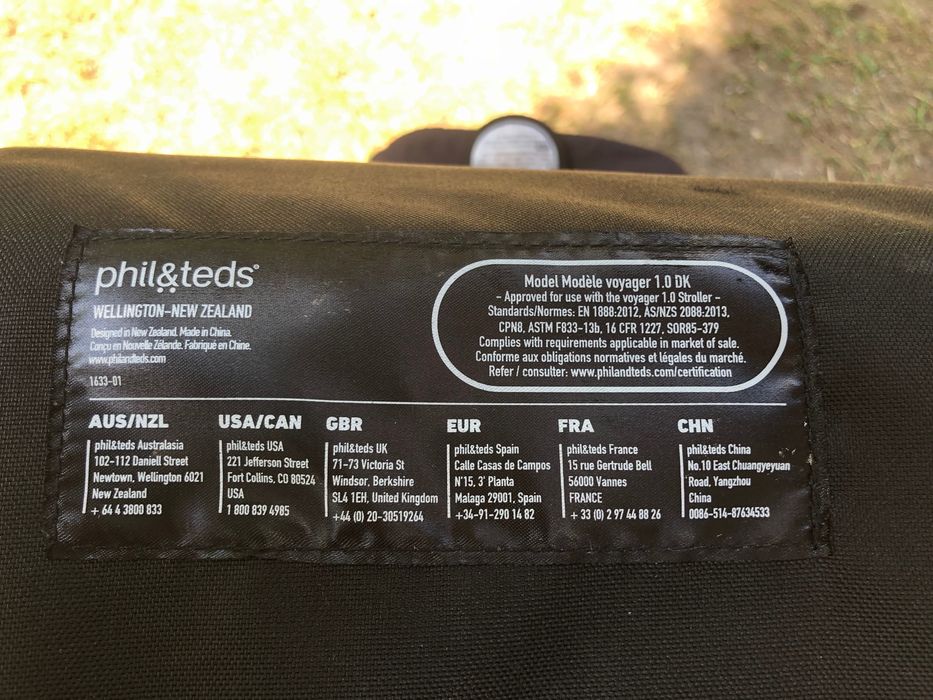 phil&teds®
WELLINGTON-NEW ZEALAND
Designed in New Zealand. Made in China.
Conçu en Nouvelle Zélande. Fabriqué en Chine.
www.philandteds.com
1633-01
Model Modèle voyager 1.0 DK
- Approved for use with the voyager 1.0 Stroller -
Standards/Normes: EN 1888:2012, AS/NZS 2088:2013,
CPN8, ASTM F833-13b, 16 CFR 1227, SOR85-379
Complies with requirements applicable in market of sale.
Conforme aux obligations normatives et légales du marché.
Refer / consulter: www.philandteds.com/certification
AUS/NZL
phil&teds Australasia
102-112 Daniell Street
Newtown, Wellington 6021
New Zealand
+ 64 4 3800 833
USA/CAN
phil&teds USA
221 Jefferson Street
Fort Collins, CO 80524
USA
1 800 839 4985
GBR
phil&teds UK
71-73 Victoria St
Windsor, Berkshire
SL4 1EH, United Kingdom
+44 (0) 20-30519264
EUR
phil&teds Spain
Calle Casas de Campos
N°15, 3° Planta
Malaga 29001, Spain
+34-91-290 14 82
FRA
phil&teds France
15 rue Gertrude Bell
56000 Vannes
FRANCE
+ 33 (0) 2 97 44 88 26
CHN
phil&teds China
No.10 East Chuangyeyuan
Road, Yangzhou
China
0086-514-87634533